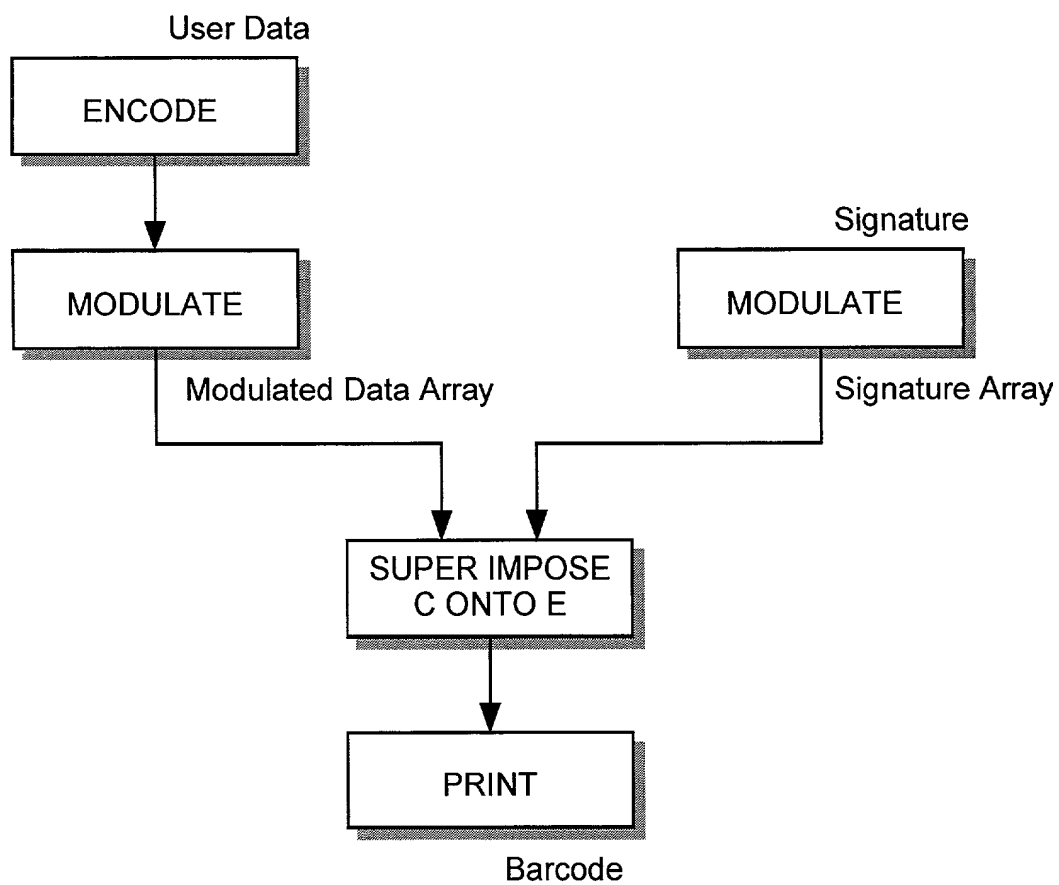 User Data
ENCODE
Signature
MODULATE
MODULATE
Modulated Data Array
Signature Array
SUPER IMPOSE
C ONTO E
PRINT
Barcode